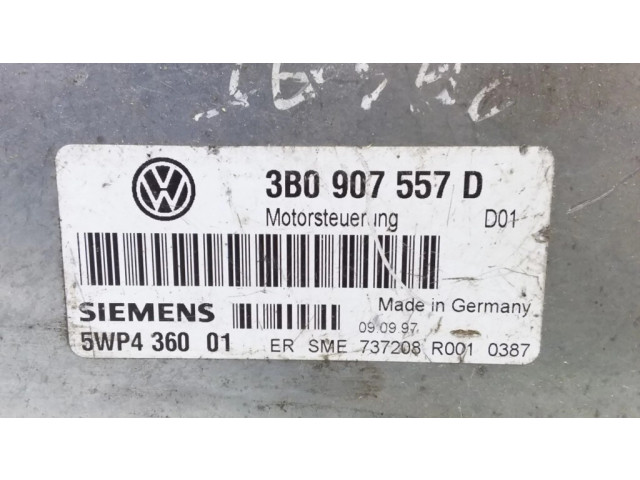 3B0 907 557 D
Motorsteuerung D01
SIEMENS Made in Germany
09.09.97
5WP4 360 01 ER SME 737208 R001 0387